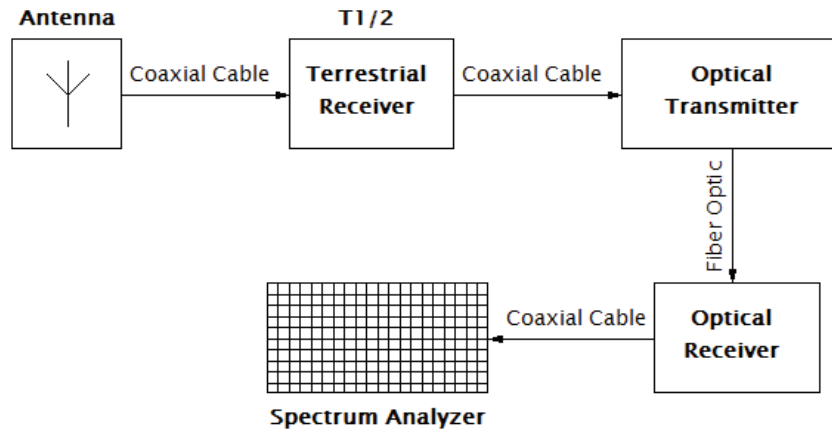 Antenna
T1/2
Coaxial Cable
Terrestrial
Receiver
Coaxial Cable
Optical
Transmitter
Fiber Optic
Optical
Receiver
Coaxial Cable
Spectrum Analyzer